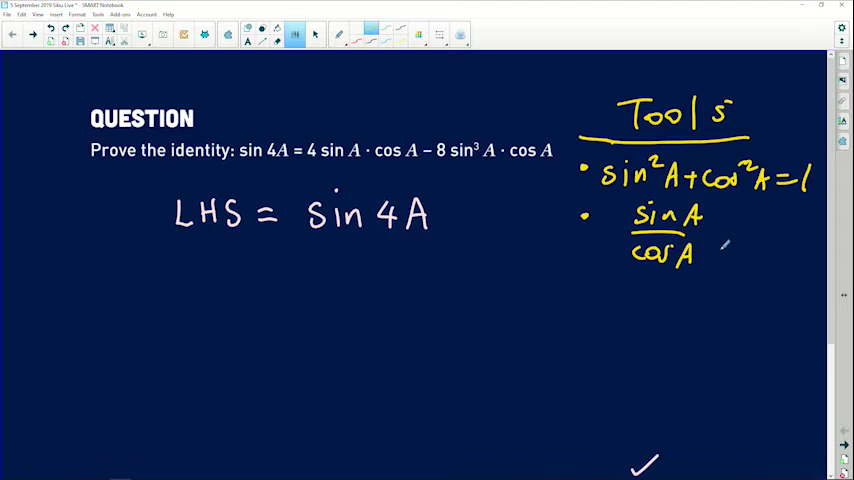 5 September 2019 Sibu Live * - SMART Notebook
File Edit View Insert Format Tools Add-ons Account Help
QUESTION
Prove the identity: sin 4A = 4 sin A · cos A – 8 sin³ A · cos A
LHS = sin 4A
Tools
• sin²A + cos²A = 1
• sin A
cos A